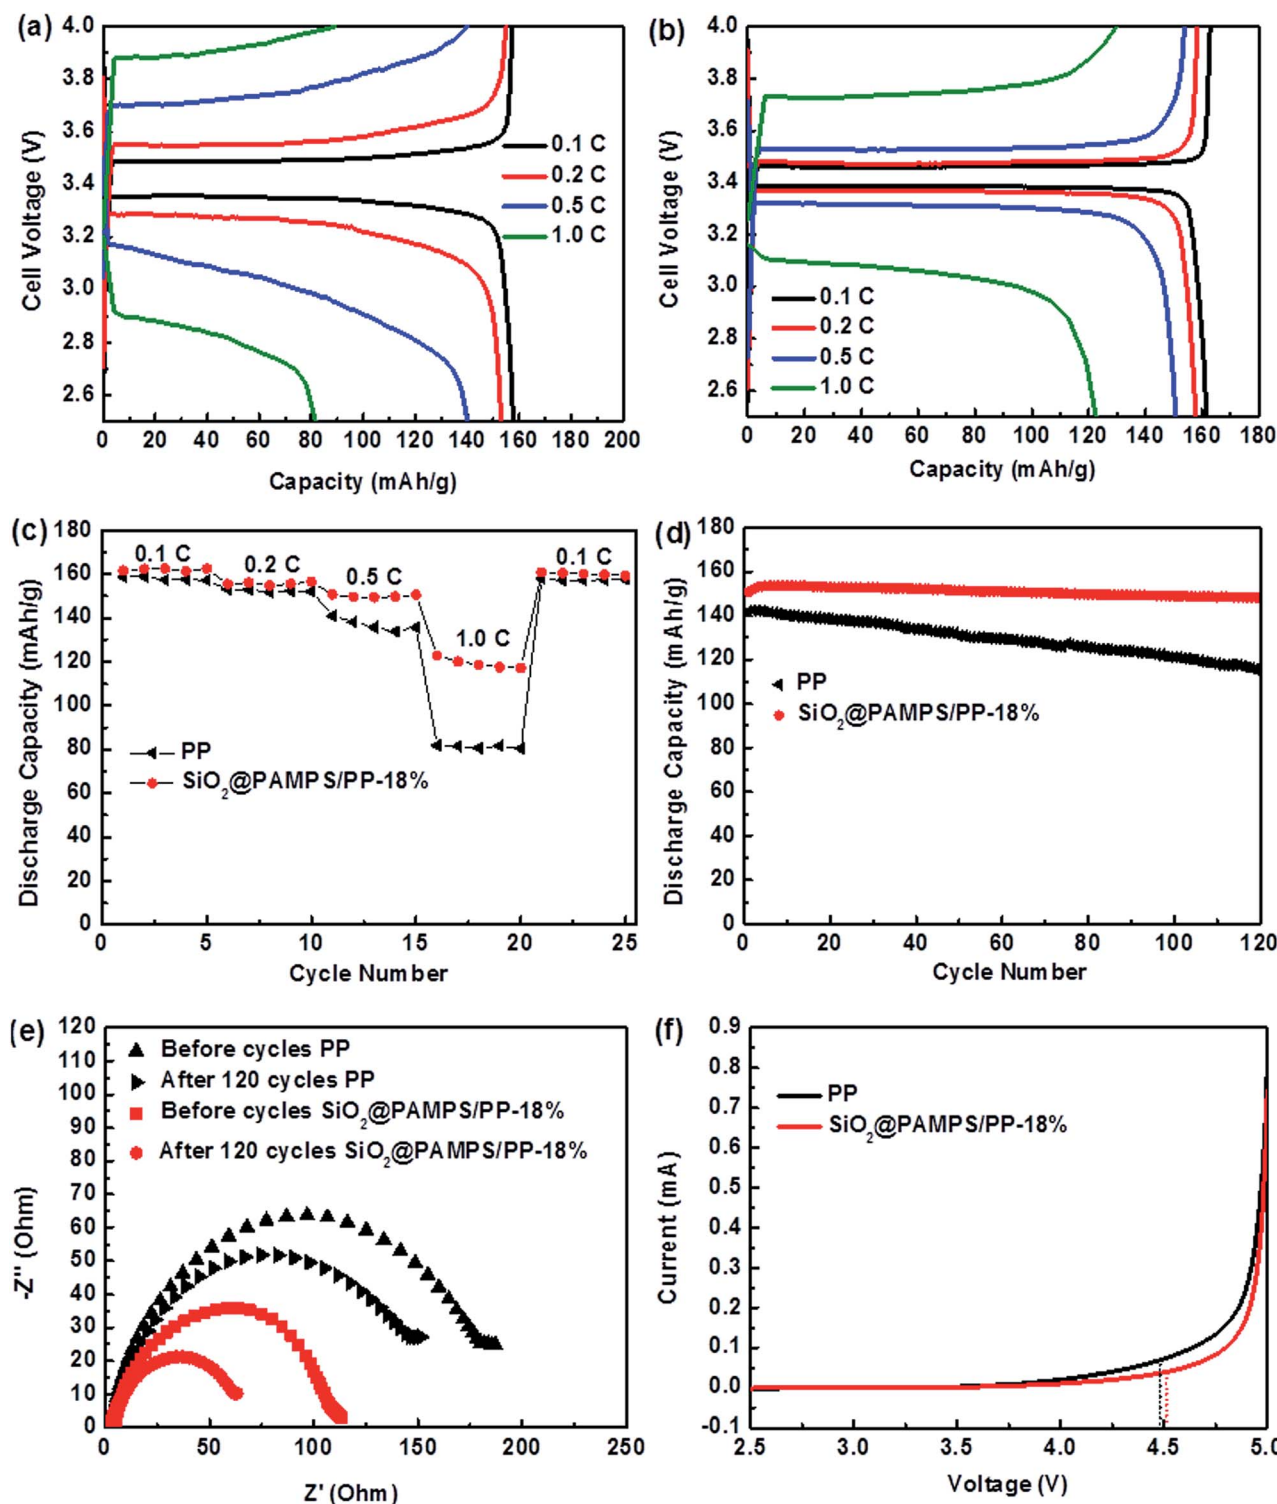 (a)
4.0
3.8
3.6
3.4
3.2
3.0
2.8
2.6
Cell Voltage (V)
0.1 C
0.2 C
0.5 C
1.0 C
0 20 40 60 80 100 120 140 160 180 200
Capacity (mAh/g)
(b)
4.0
3.8
3.6
3.4
3.2
3.0
2.8
2.6
Cell Voltage (V)
0.1 C
0.2 C
0.5 C
1.0 C
0 20 40 60 80 100 120 140 160 180
Capacity (mAh/g)
(c)
180
160
140
120
100
80
60
40
20
0
Discharge Capacity (mAh/g)
0.1 C
0.2 C
0.5 C
1.0 C
0.1 C
PP
SiO2@PAMPS/PP-18%
0 5 10 15 20 25
Cycle Number
(d)
180
160
140
120
100
80
60
40
20
0
Discharge Capacity (mAh/g)
PP
SiO2@PAMPS/PP-18%
0 20 40 60 80 100 120
Cycle Number
(e)
120
110
100
90
80
70
60
50
40
30
20
10
0
-Z'' (Ohm)
Before cycles PP
After 120 cycles PP
Before cycles SiO2@PAMPS/PP-18%
After 120 cycles SiO2@PAMPS/PP-18%
0 50 100 150 200 250
Z' (Ohm)
(f)
0.9
0.8
0.7
0.6
0.5
0.4
0.3
0.2
0.1
0.0
-0.1
Current (mA)
PP
SiO2@PAMPS/PP-18%
2.5 3.0 3.5 4.0 4.5 5.0
Voltage (V)